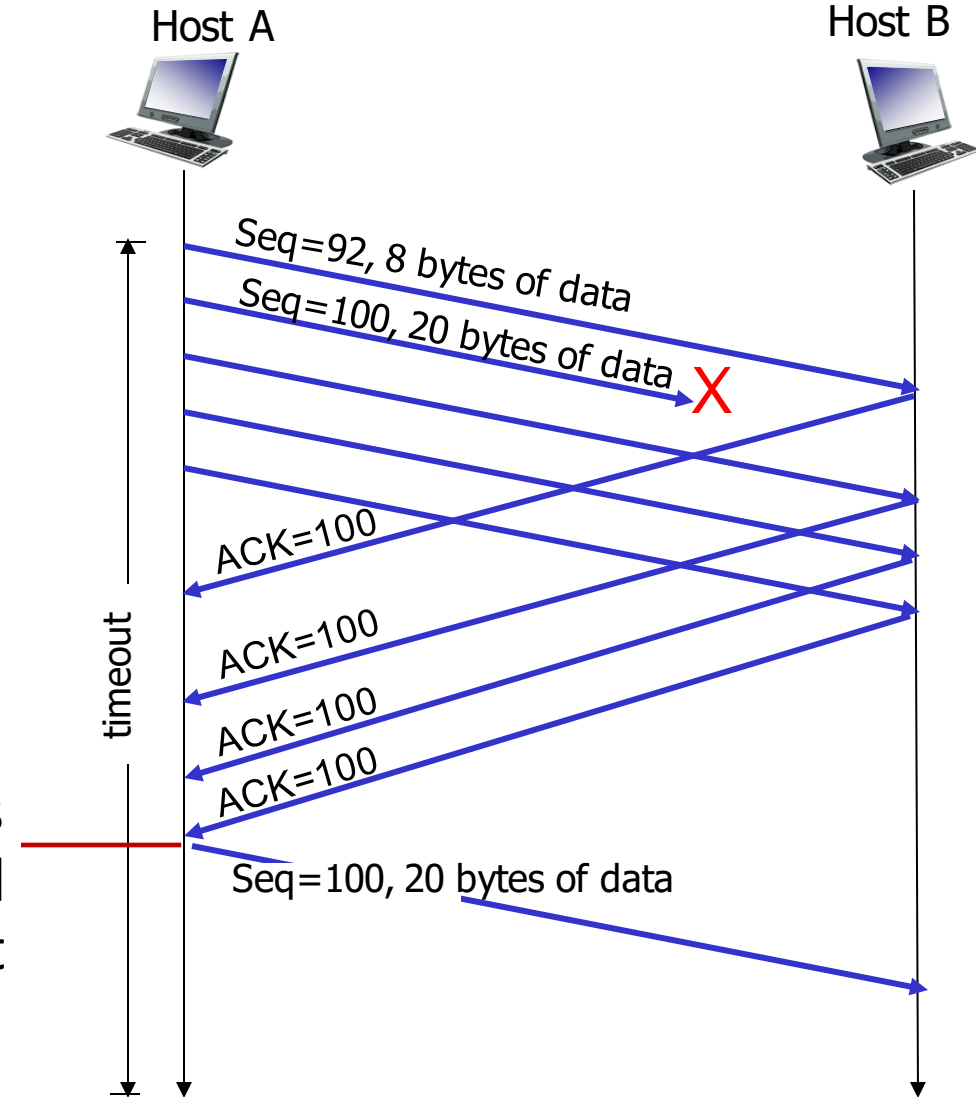 Host A
Host B
Seq=92, 8 bytes of data
Seq=100, 20 bytes of data
X
ACK=100
ACK=100
ACK=100
ACK=100
timeout
Seq=100, 20 bytes of data